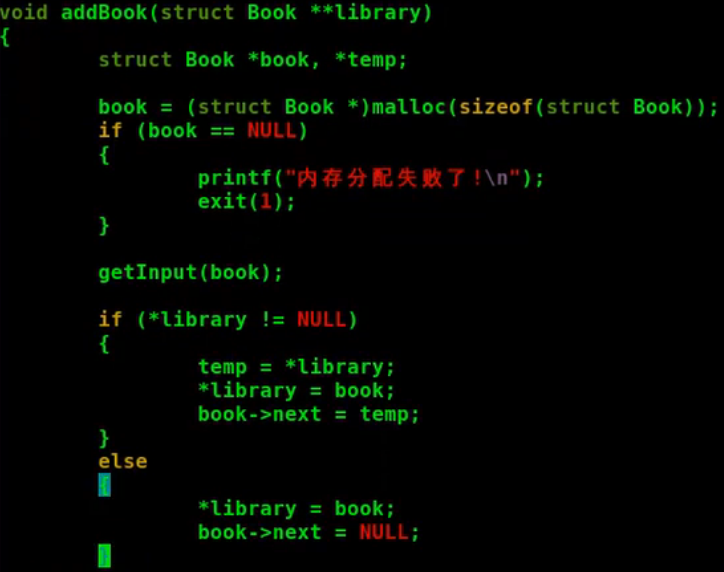 void addBook(struct Book **library)
{
        struct Book *book, *temp;

        book = (struct Book *)malloc(sizeof(struct Book));
        if (book == NULL)
        {
                printf("内存分配失败了!\n");
                exit(1);
        }

        getInput(book);

        if (*library != NULL)
        {
                temp = *library;
                *library = book;
                book->next = temp;
        }
        else
        {
                *library = book;
                book->next = NULL;
        }